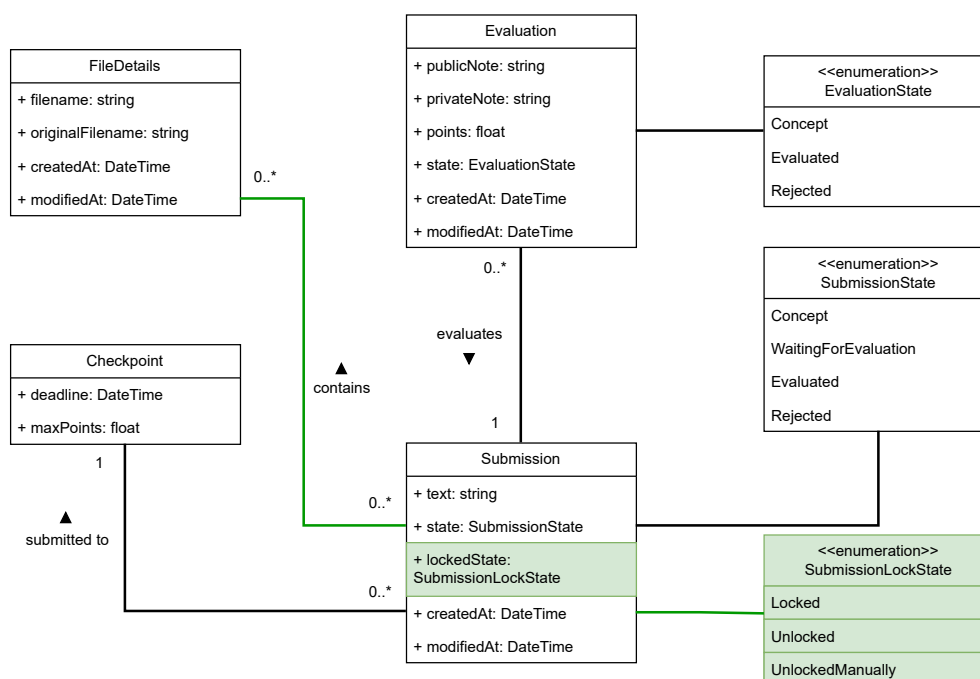 FileDetails
+ filename: string
+ originalFilename: string
+ createdAt: DateTime
+ modifiedAt: DateTime
0..*
Evaluation
+ publicNote: string
+ privateNote: string
+ points: float
+ state: EvaluationState
+ createdAt: DateTime
+ modifiedAt: DateTime
0..*
<<enumeration>>
EvaluationState
Concept
Evaluated
Rejected
<<enumeration>>
SubmissionState
Concept
WaitingForEvaluation
Evaluated
Rejected
evaluates
▼
1
▲
contains
0..*
Checkpoint
+ deadline: DateTime
+ maxPoints: float
1
▲
submitted to
0..*
Submission
+ text: string
+ state: SubmissionState
+ lockedState:
SubmissionLockState
+ createdAt: DateTime
+ modifiedAt: DateTime
<<enumeration>>
SubmissionLockState
Locked
Unlocked
UnlockedManually